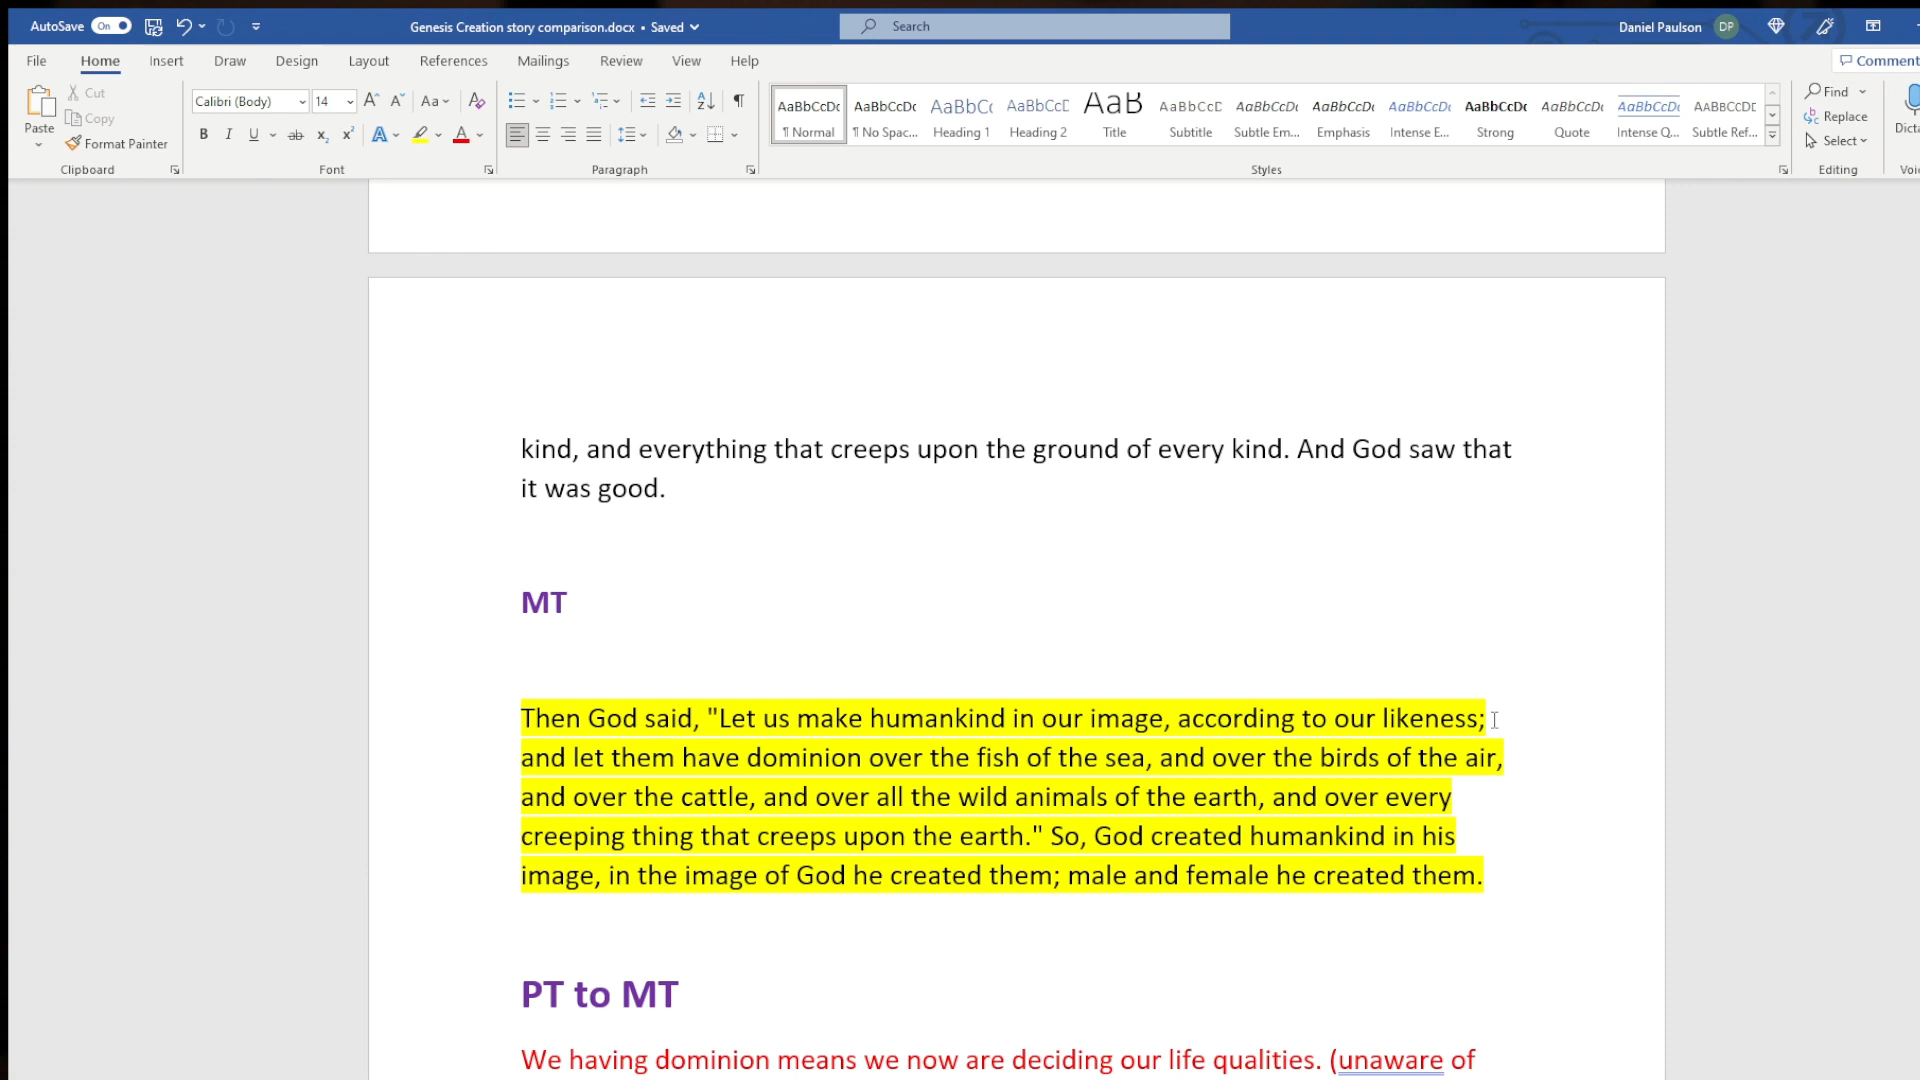 AutoSave On Genesis Creation story comparison.docx • Saved Search Daniel Paulson DP
File Home Insert Draw Design Layout References Mailings Review View Help Comment
Paste Cut Copy Format Painter Clipboard
Calibri (Body) 14 Aa Font
Paragraph
AaBbCcDc AaBbCcDc AaBbC AaBbCcE AaB AaBbCcD AaBbCcDc AaBbCcDc AaBbCcDc AaBbCcDc AaBbCcDc AaBbCcDc AABBCCDE
¶ Normal ¶ No Spac... Heading 1 Heading 2 Title Subtitle Subtle Em... Emphasis Intense E... Strong Quote Intense Q... Subtle Ref...
Styles
Find Replace Select Editing
Dicta
Voi
kind, and everything that creeps upon the ground of every kind. And God saw that
it was good.
MT
Then God said, "Let us make humankind in our image, according to our likeness;
and let them have dominion over the fish of the sea, and over the birds of the air,
and over the cattle, and over all the wild animals of the earth, and over every
creeping thing that creeps upon the earth." So, God created humankind in his
image, in the image of God he created them; male and female he created them.
PT to MT
We having dominion means we now are deciding our life qualities. (unaware of